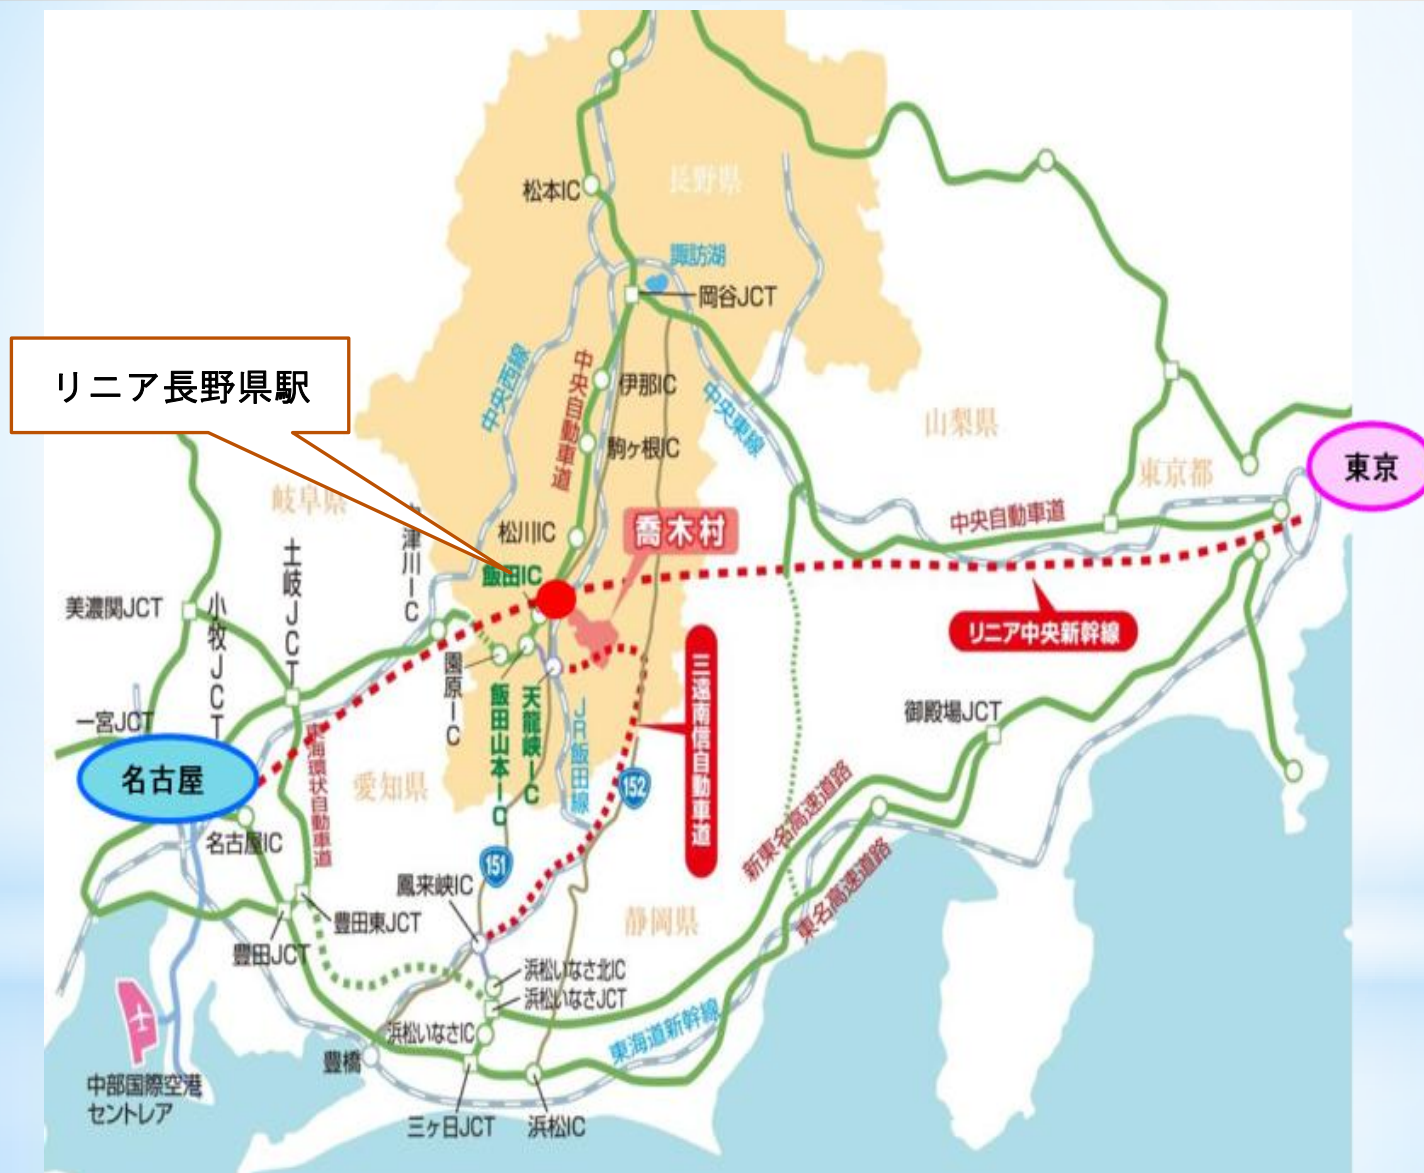 長野県
松本IC
諏訪湖
岡谷JCT
リニア長野県駅
中央西線
中央自動車道
伊那IC
中央東線
山梨県
駒ヶ根IC
東京都
東京
岐阜県
津川IC
松川IC
喬木村
中央自動車道
土岐JCT
飯田IC
美濃関JCT
小牧JCT
リニア中央新幹線
園原IC
飯田山本IC
天龍峡IC
JR飯田線
三遠南信自動車道
一宮JCT
御殿場JCT
名古屋
東海環状自動車道
愛知県
152
新東名高速道路
名古屋IC
151
鳳来峡IC
東名高速道路
豊田東JCT
静岡県
豊田JCT
浜松いなさ北IC
浜松いなさJCT
浜松いなさIC
東海道新幹線
豊橋
中部国際空港
セントレア
三ヶ日JCT
浜松IC